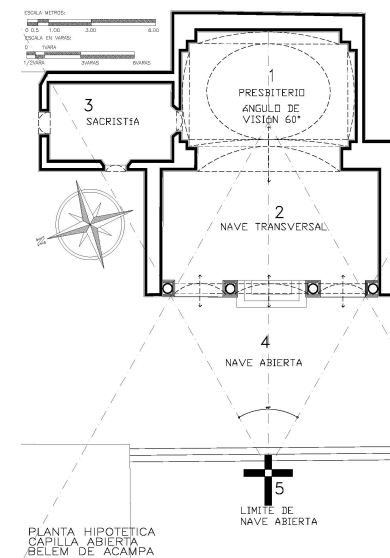 ESCALA METROS:
0 0.5 1.00 3.00 6.00
ESCALA EN VARAS:
0 1VARA
1/2VARA 3VARAS 6VARAS
1
PRESBITERIO
áNGULO DE
VISIóN 60°
3
SACRISTíA
2
NAVE TRANSVERSAL
4
NAVE ABIERTA
5
LIMITE DE
NAVE ABIERTA
PLANTA HIPOTETICA
CAPILLA ABIERTA
BELEM DE ACAMPA